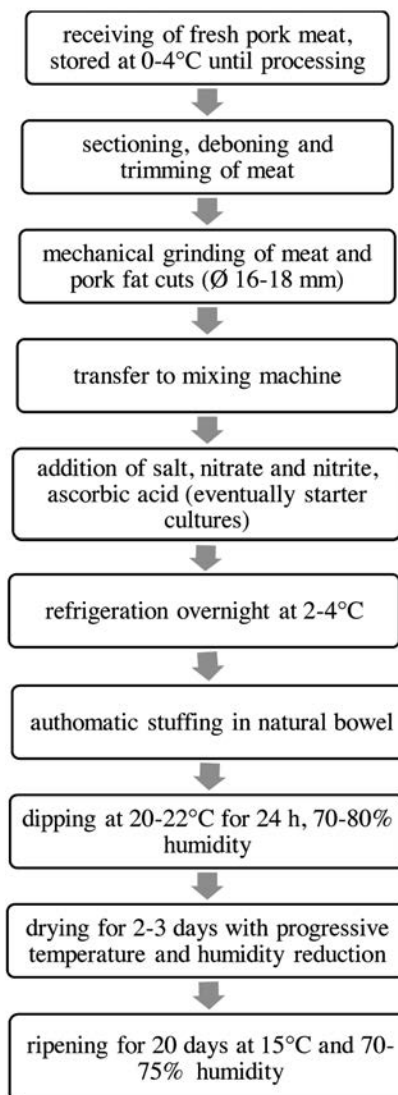 receiving of fresh pork meat,
stored at 0-4°C until processing
sectioning, deboning and
trimming of meat
mechanical grinding of meat and
pork fat cuts (Ø 16-18 mm)
transfer to mixing machine
addition of salt, nitrate and nitrite,
ascorbic acid (eventually starter
cultures)
refrigeration overnight at 2-4°C
authomatic stuffing in natural bowel
dipping at 20-22°C for 24 h, 70-80%
humidity
drying for 2-3 days with progressive
temperature and humidity reduction
ripening for 20 days at 15°C and 70-
75% humidity